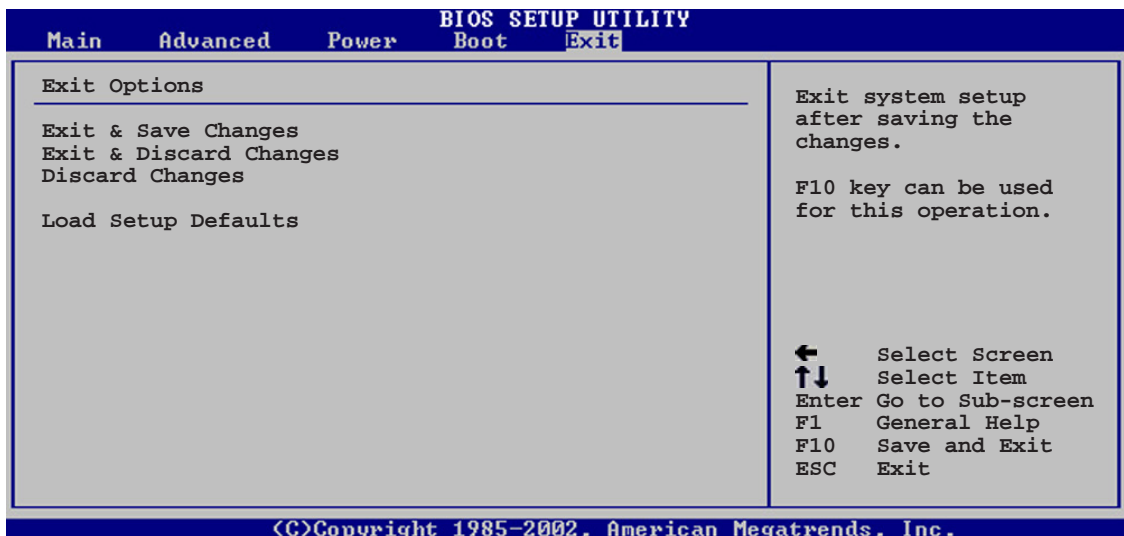 BIOS SETUP UTILITY
Main Advanced Power Boot Exit
Exit Options
Exit & Save Changes
Exit & Discard Changes
Discard Changes
Load Setup Defaults
Exit system setup
after saving the
changes.
F10 key can be used
for this operation.
← Select Screen
↑↓ Select Item
Enter Go to Sub-screen
F1 General Help
F10 Save and Exit
ESC Exit
(C)Copyright 1985-2002, American Megatrends, Inc.